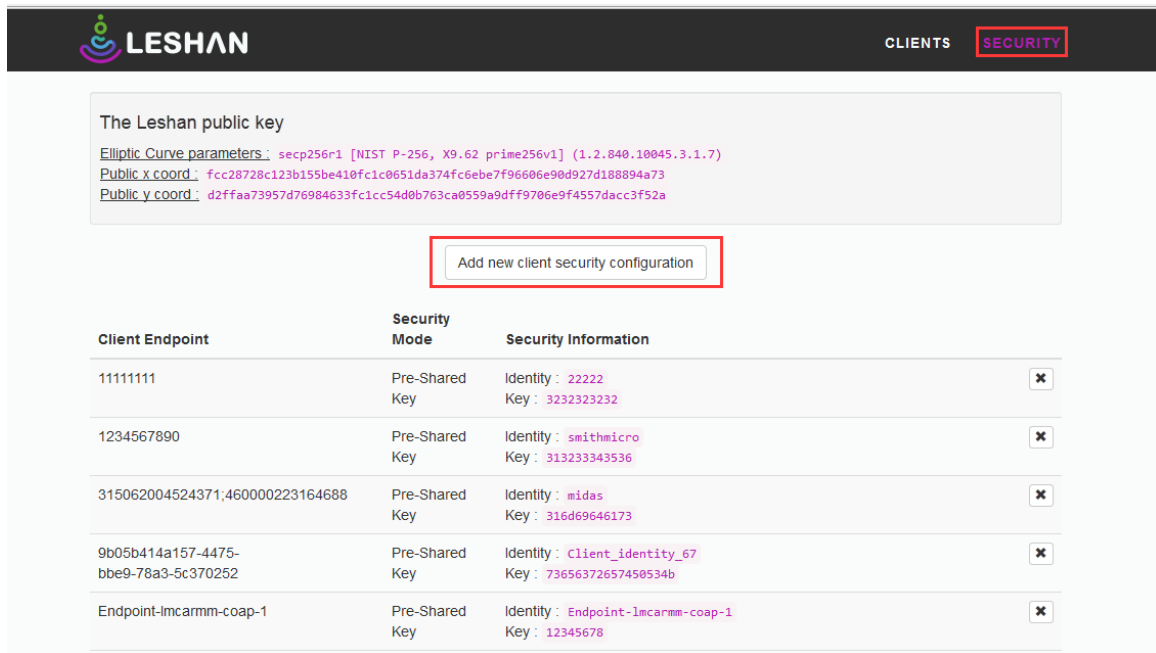 LESHAN
CLIENTS SECURITY
The Leshan public key
Elliptic Curve parameters : secp256r1 [NIST P-256, X9.62 prime256v1] (1.2.840.10045.3.1.7)
Public x coord : fcc28728c123b155be410fc1c0651da374fc6ebe7f96606e90d927d188894a73
Public y coord : d2ffaa73957d76984633fc1cc54d0b763ca0559a9dff9706e9f4557dacc3f52a
Add new client security configuration
Client Endpoint Security Mode Security Information
11111111 Pre-Shared Key Identity : 22222
Key : 3232323232
1234567890 Pre-Shared Key Identity : smithmicro
Key : 313233343536
315062004524371;460000223164688 Pre-Shared Key Identity : midas
Key : 316d69646173
9b05b414a157-4475-bbe9-78a3-5c370252 Pre-Shared Key Identity : Client_identity_67
Key : 73656372657450534b
Endpoint-lmcarmm-coap-1 Pre-Shared Key Identity : Endpoint-lmcarmm-coap-1
Key : 12345678